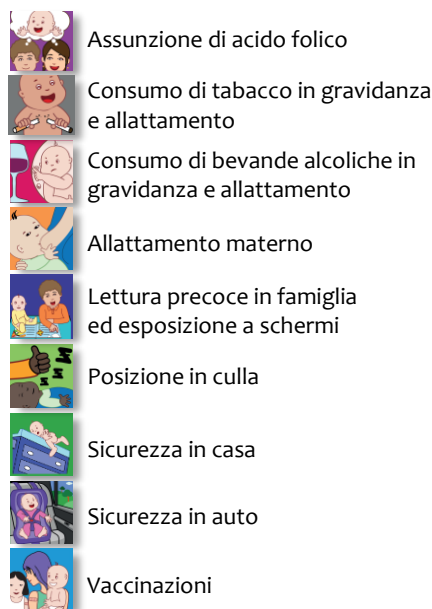 Assunzione di acido folico
Consumo di tabacco in gravidanza
e allattamento
Consumo di bevande alcoliche in
gravidanza e allattamento
Allattamento materno
Lettura precoce in famiglia
ed esposizione a schermi
Posizione in culla
z z z
Sicurezza in casa
Sicurezza in auto
Vaccinazioni